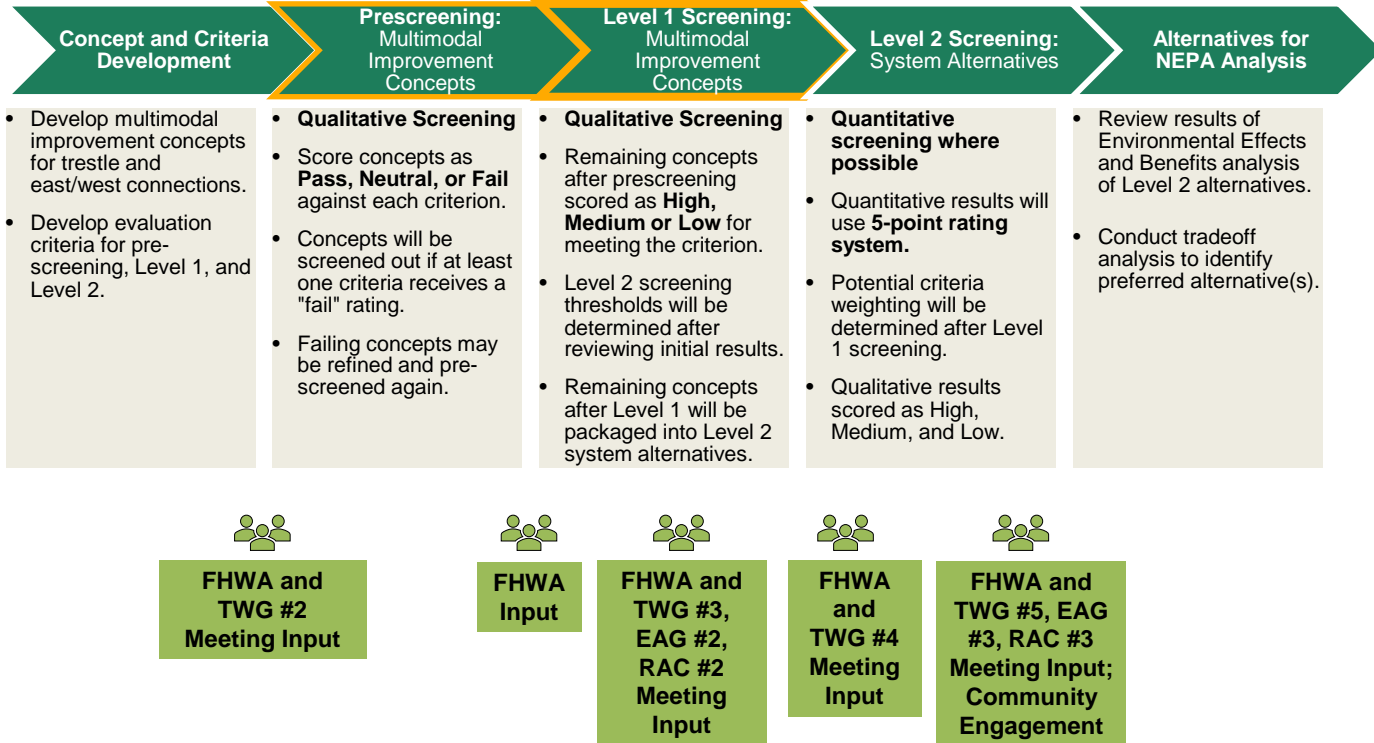 Concept and Criteria
Development
Prescreening:
Multimodal
Improvement
Concepts
Level 1 Screening:
Multimodal
Improvement
Concepts
Level 2 Screening:
System Alternatives
Alternatives for
NEPA Analysis
• Develop multimodal
improvement concepts
for trestle and
east/west connections.
• Develop evaluation
criteria for pre-
screening, Level 1, and
Level 2.
• Qualitative Screening
• Score concepts as
Pass, Neutral, or Fail
against each criterion.
• Concepts will be
screened out if at least
one criteria receives a
"fail" rating.
• Failing concepts may
be refined and pre-
screened again.
• Qualitative Screening
• Remaining concepts
after prescreening
scored as High,
Medium or Low for
meeting the criterion.
• Level 2 screening
thresholds will be
determined after
reviewing initial results.
• Remaining concepts
after Level 1 will be
packaged into Level 2
system alternatives.
• Quantitative
screening where
possible
• Quantitative results will
use 5-point rating
system.
• Potential criteria
weighting will be
determined after Level
1 screening.
• Qualitative results
scored as High,
Medium, and Low.
• Review results of
Environmental Effects
and Benefits analysis
of Level 2 alternatives.
• Conduct tradeoff
analysis to identify
preferred alternative(s).
FHWA and
TWG #2
Meeting Input
FHWA
Input
FHWA and
TWG #3,
EAG #2,
RAC #2
Meeting
Input
FHWA
and
TWG #4
Meeting
Input
FHWA and
TWG #5, EAG
#3, RAC #3
Meeting Input;
Community
Engagement